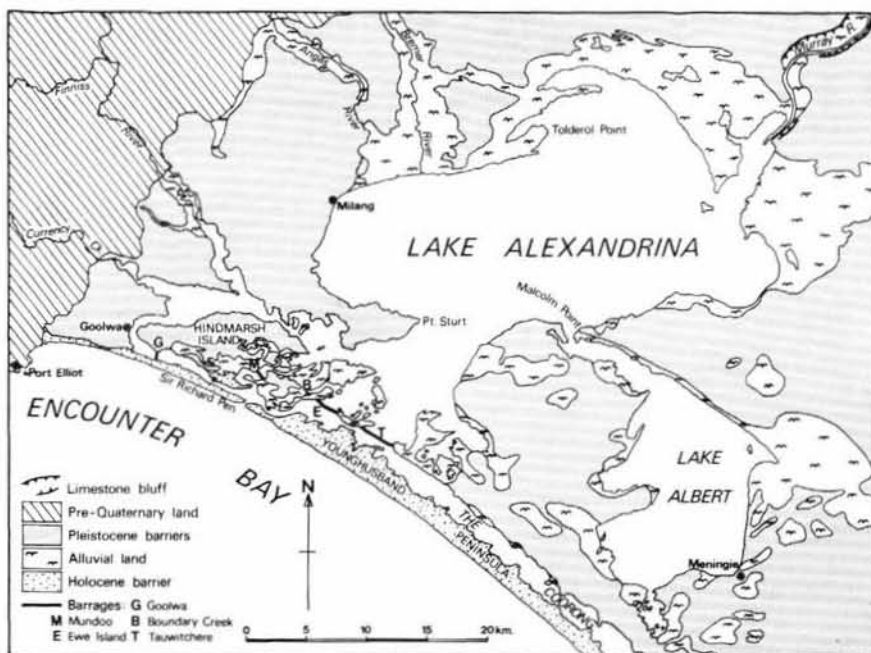 Murray R.
Bremer
River
Angas
River
Finniss
River
Tolderol Point
Milang
LAKE ALEXANDRINA
Currency
Ck.
Malcolm Point
Pt. Sturt
Goolwa
HINDMARSH
ISLAND
G
M
B
Port Elliot
Sir Richard Pen.
E
T
ENCOUNTER
BAY
YOUNGHUSBAND
PENINSULA
THE
COORONG
LAKE
ALBERT
Meningie
N
Limestone bluff
Pre-Quaternary land
Pleistocene barriers
Alluvial land
Holocene barrier
Barrages: G Goolwa
M Mundoo B Boundary Creek
E Ewe Island T Tauwitchere
0 5 10 15 20 km.